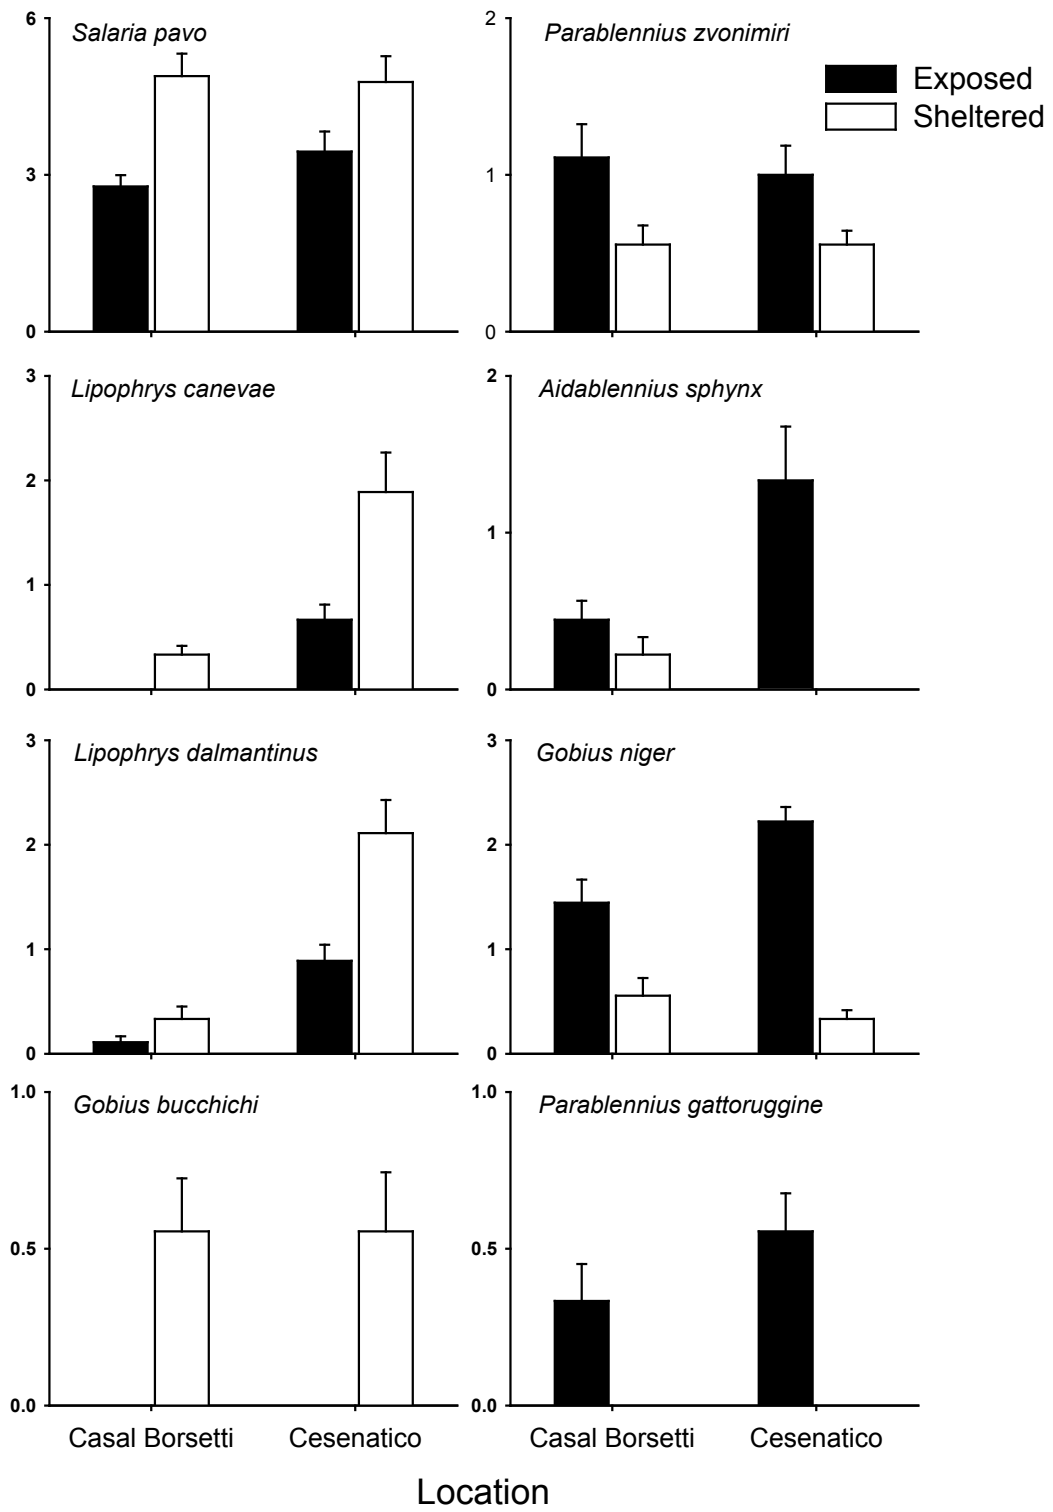 Salaria pavo
6
3
0
Parablennius zvonimiri
2
1
0
Exposed
Sheltered
Lipophrys canevae
3
2
1
0
Aidablennius sphynx
2
1
0
Lipophrys dalmantinus
3
2
1
0
Gobius niger
3
2
1
0
Gobius bucchichi
1.0
0.5
0.0
Parablennius gattoruggine
1.0
0.5
0.0
Casal Borsetti Cesenatico
Casal Borsetti Cesenatico
Location